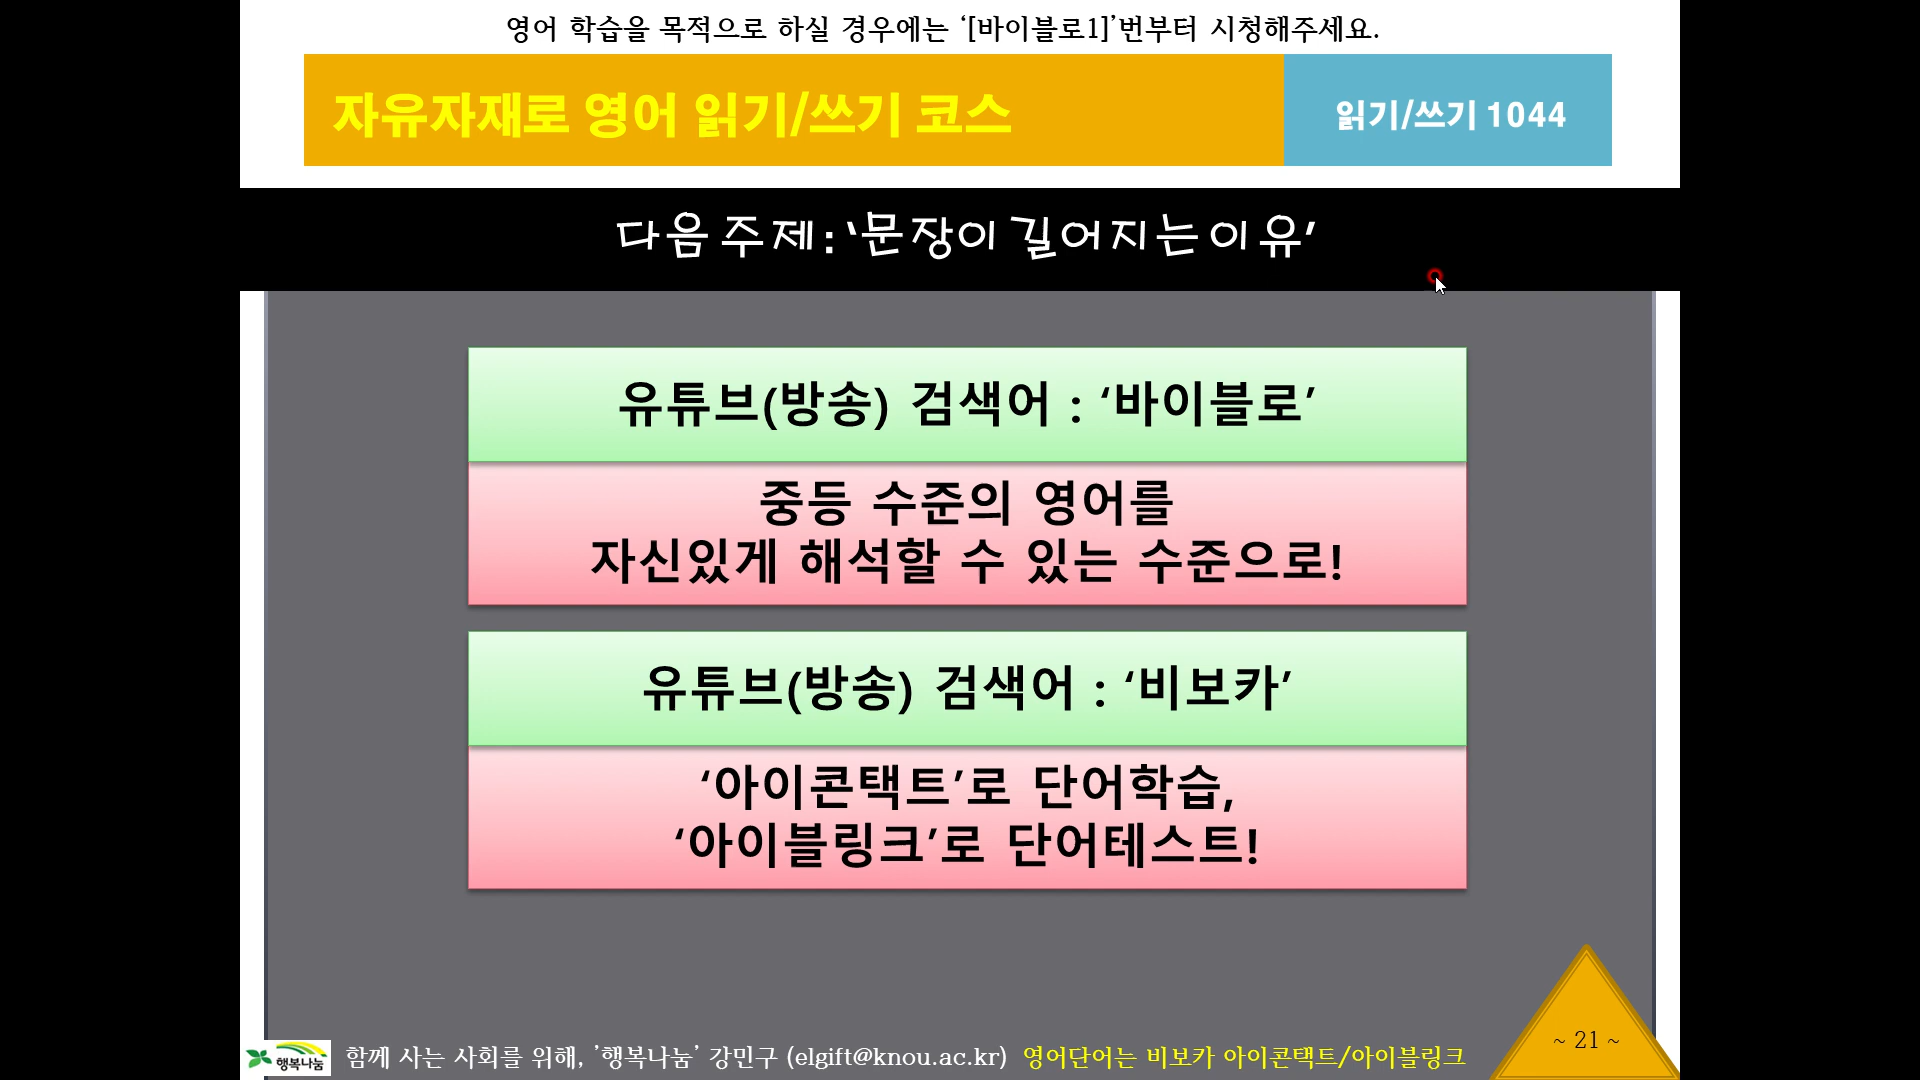 영어 학습을 목적으로 하실 경우에는 ‘[바이블로1]’번부터 시청해주세요.
자유자재로 영어 읽기/쓰기 코스
읽기/쓰기 1044
다음 주제 : ‘문장이 길어지는 이유’
유튜브(방송) 검색어 : ‘바이블로’
중등 수준의 영어를
자신있게 해석할 수 있는 수준으로!
유튜브(방송) 검색어 : ‘비보카’
‘아이콘택트’로 단어학습,
‘아이블링크’로 단어테스트!
~ 21 ~
행복나눔
함께 사는 사회를 위해, ’행복나눔’ 강민구 (elgift@knou.ac.kr) 영어단어는 비보카 아이콘택트/아이블링크